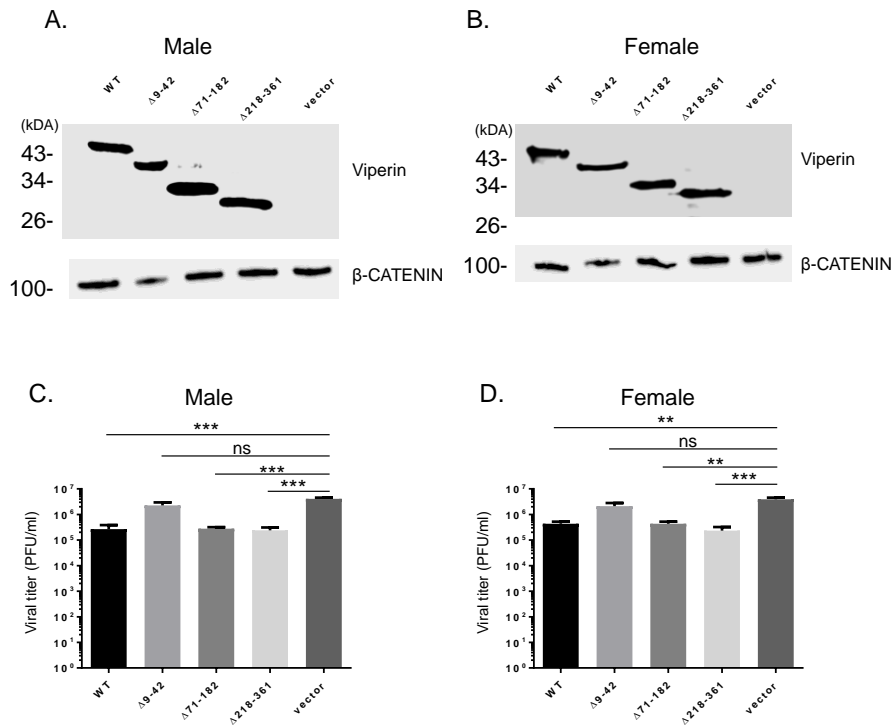 A.
Male
WT Δ9-42 Δ71-182 Δ218-361 vector
(kDA)
43-
34-
26-
Viperin
100-
β-CATENIN
B.
Female
WT Δ9-42 Δ71-182 Δ218-361 vector
(kDA)
43-
34-
26-
Viperin
100-
β-CATENIN
C.
Male
***
ns
***
***
Viral titer (PFU/ml)
10⁷
10⁶
10⁵
10⁴
10³
10²
10¹
10⁰
WT Δ9-42 Δ71-182 Δ218-361 vector
D.
Female
**
ns
**
***
Viral titer (PFU/ml)
10⁷
10⁶
10⁵
10⁴
10³
10²
10¹
10⁰
WT Δ9-42 Δ71-182 Δ218-361 vector